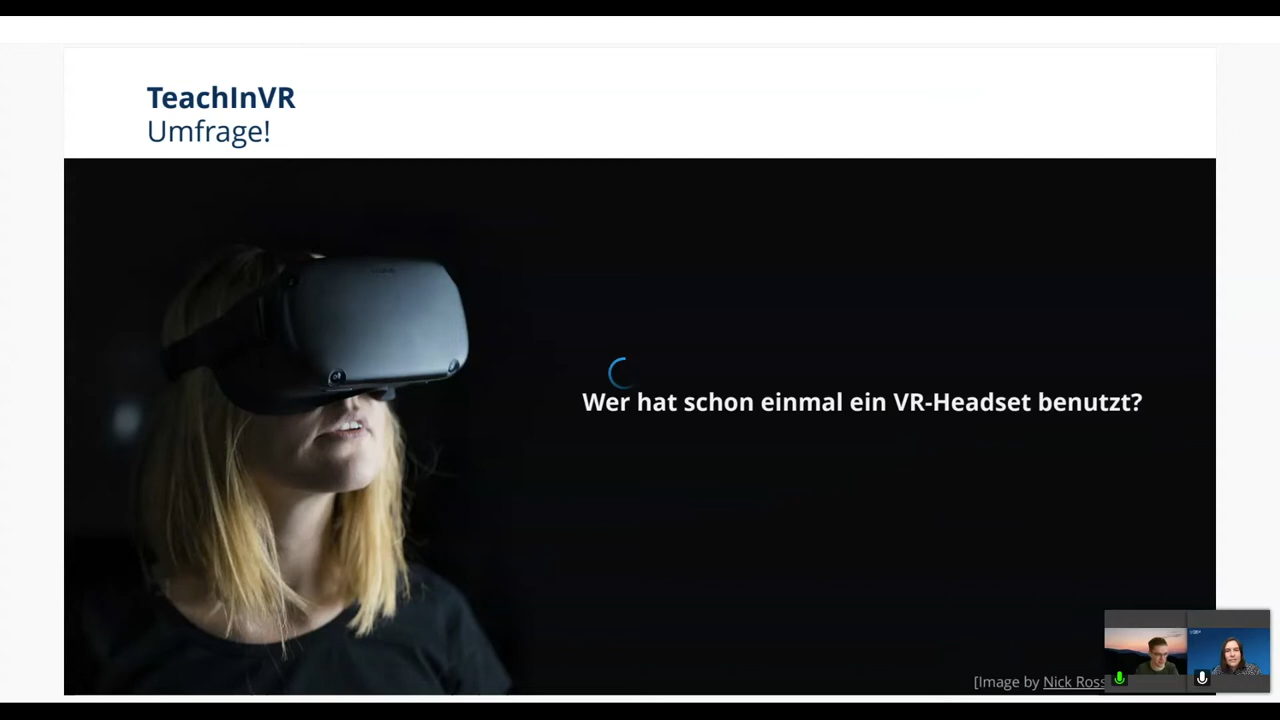 TeachInVR
Umfrage!
Wer hat schon einmal ein VR-Headset benutzt?
[Image by Nick Ross